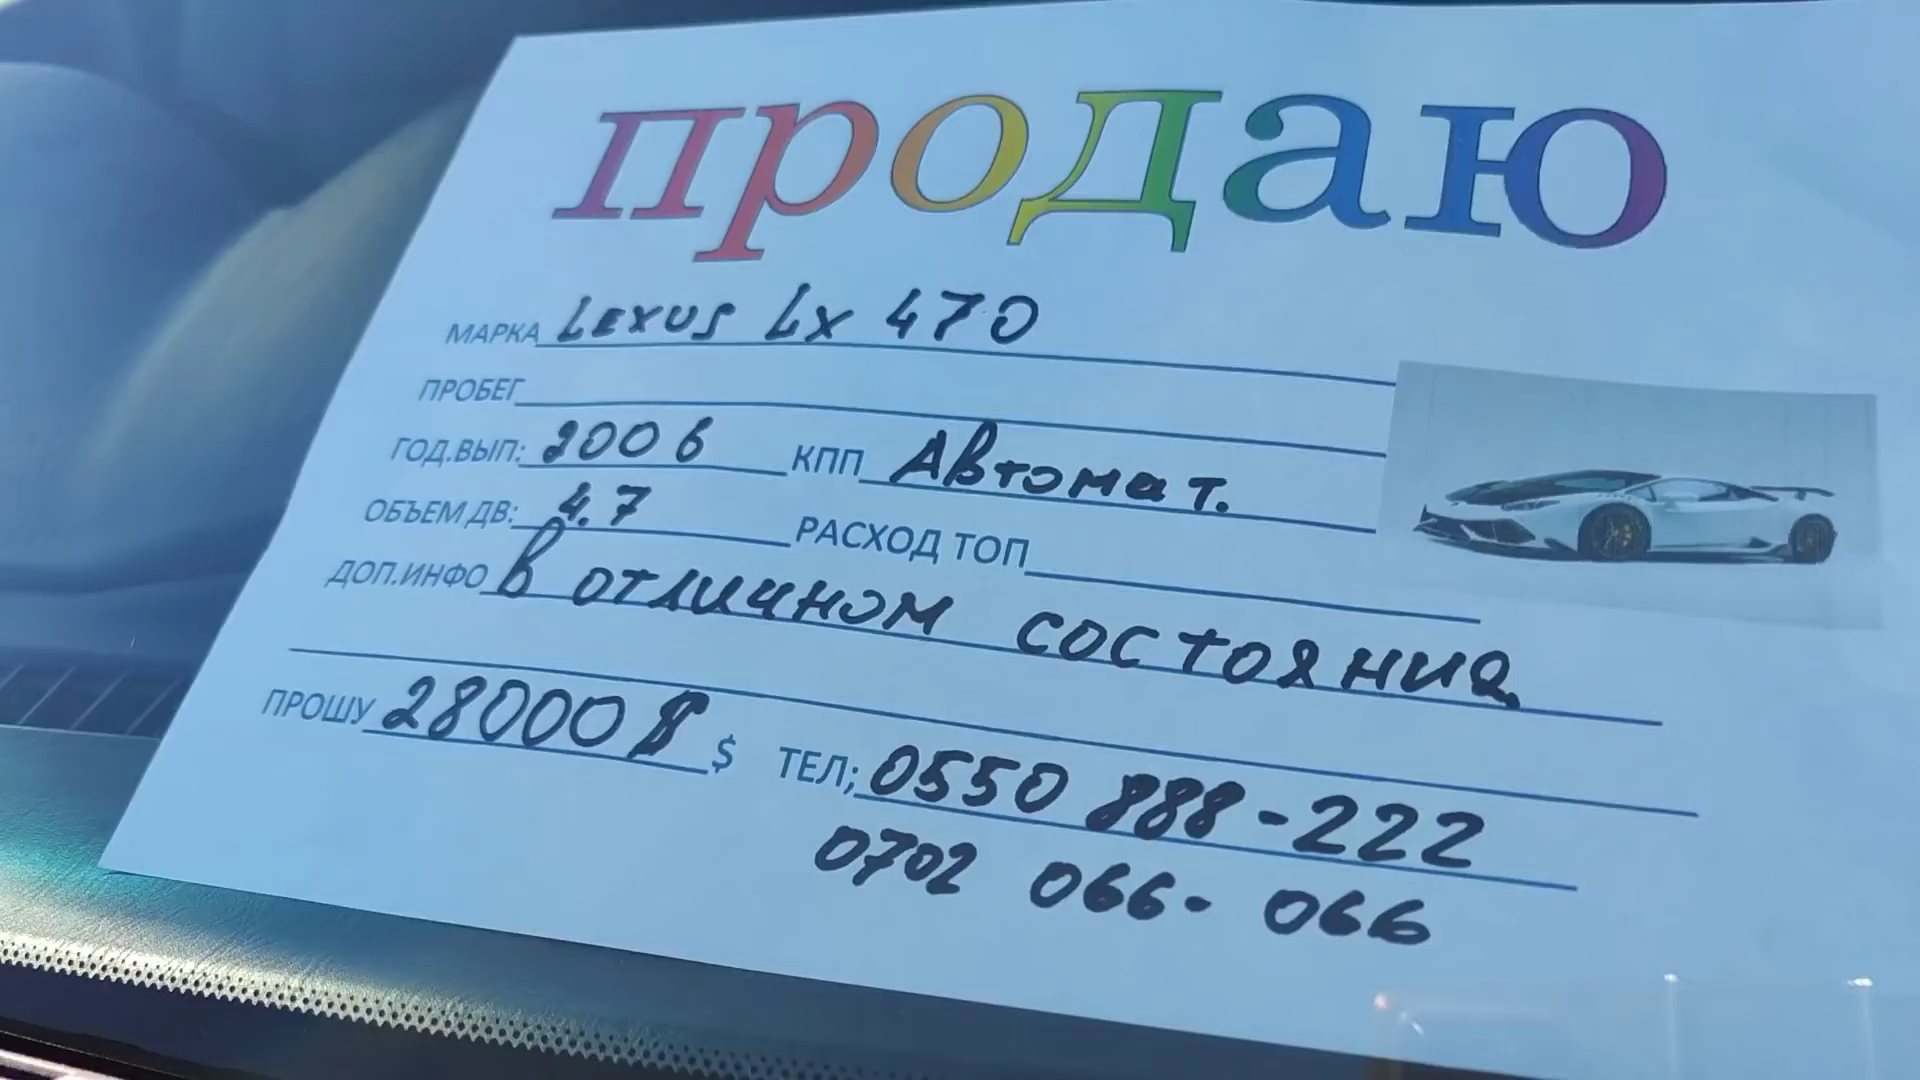 продаю
МАРКА Lexus Lx 470
ПРОБЕГ
ГОД.ВЫП: 2006 КПП Автомат.
ОБЪЕМ ДВ: 4.7 РАСХОД ТОП
ДОП.ИНФО В отличном состояние
ПРОШУ 28000$ $ ТЕЛ; 0550 888-222
0702 066-066